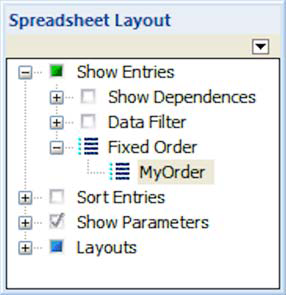 Spreadsheet Layout
Show Entries
Show Dependences
Data Filter
Fixed Order
MyOrder
Sort Entries
Show Parameters
Layouts